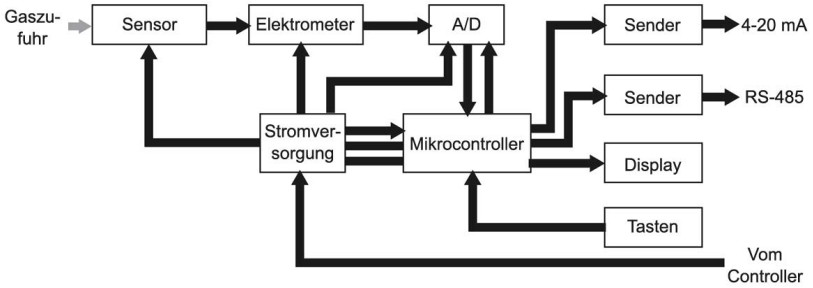 Gaszu-
fuhr
Sensor
Elektrometer
A/D
Sender
4-20 mA
Sender
RS-485
Stromver-
sorgung
Mikrocontroller
Display
Tasten
Vom
Controller